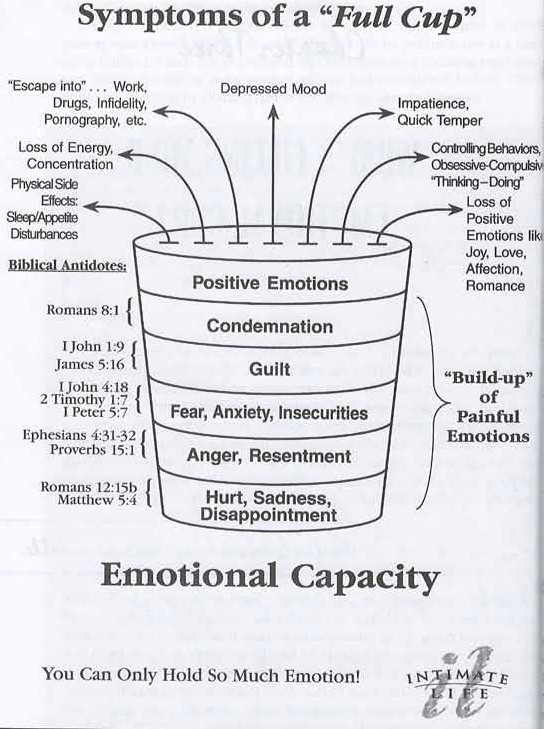 Symptoms of a “Full Cup”
“Escape into” . . . Work,
Drugs, Infidelity,
Pornography, etc.
Depressed Mood
Impatience,
Quick Temper
Loss of Energy,
Concentration
Controlling Behaviors,
Obsessive-Compulsiv
“Thinking–Doing”
Physical Side
Effects:
Sleep/Appetite
Disturbances
Loss of
Positive
Emotions lik
Joy, Love,
Affection,
Romance
Biblical Antidotes:
Positive Emotions
Romans 8:1
Condemnation
I John 1:9
James 5:16
Guilt
I John 4:18
2 Timothy 1:7
I Peter 5:7
Fear, Anxiety, Insecurities
Ephesians 4:31-32
Proverbs 15:1
Anger, Resentment
Romans 12:15b
Matthew 5:4
Hurt, Sadness,
Disappointment
“Build-up”
of
Painful
Emotions
Emotional Capacity
You Can Only Hold So Much Emotion!
il
INTIMATE
LIFE